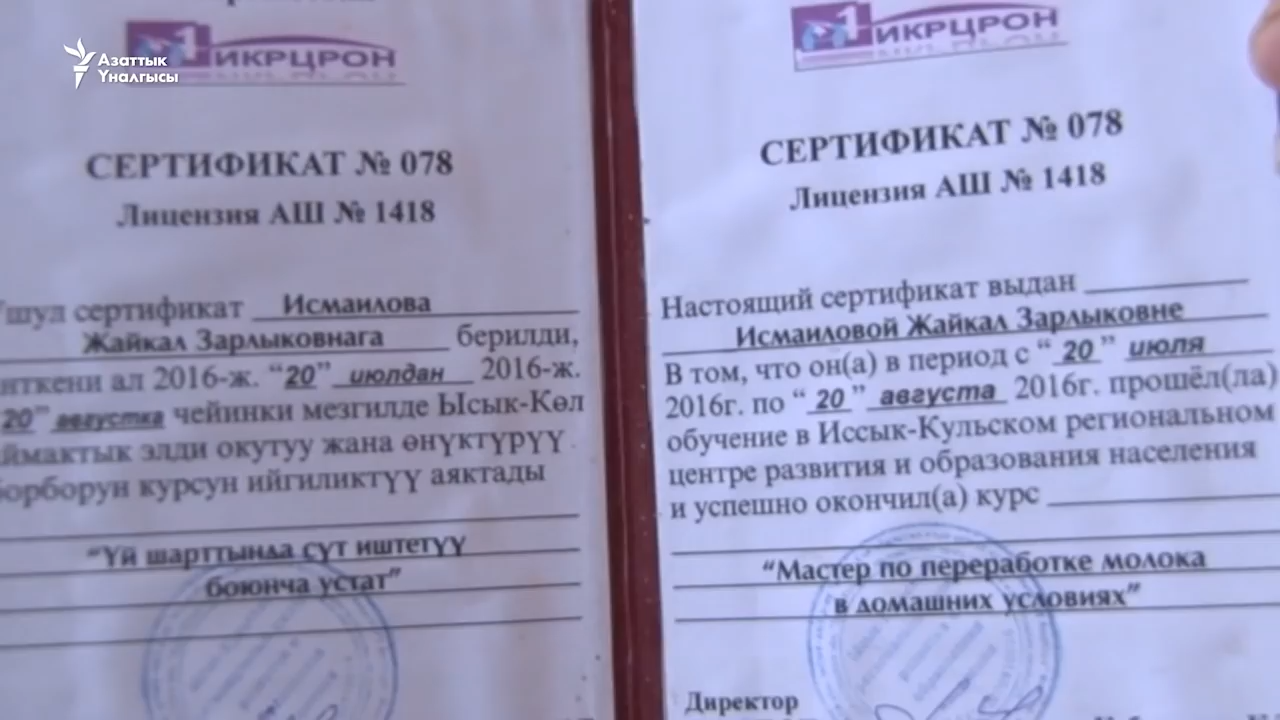 Азаттык
Үналгысы
1
ИКРЦРОН
СЕРТИФИКАТ № 078
Лицензия АШ № 1418
Ушул сертификат Исмаилова
Жайкал Зарлыковнага берилди,
ал 2016-ж. “20” июлдан 2016-ж.
20” августка чейинки мезгилде Ысык-Көл
аймактык элди окутуу жана өнүктүрүү
борборун курсун ийгиликтүү аяктады
“Үй шарттында сүт иштетүү
боюнча устат”
1
ИКРЦРОН
СЕРТИФИКАТ № 078
Лицензия АШ № 1418
Настоящий сертификат выдан
Исмаиловой Жайкал Зарлыковне
В том, что он(а) в период с “20” июля
2016г. по “20” августа 2016г. прошёл(ла)
обучение в Иссык-Кульском региональном
центре развития и образования населения
и успешно окончил(а) курс
“Мастер по переработке молока
в домашних условиях”
Директор